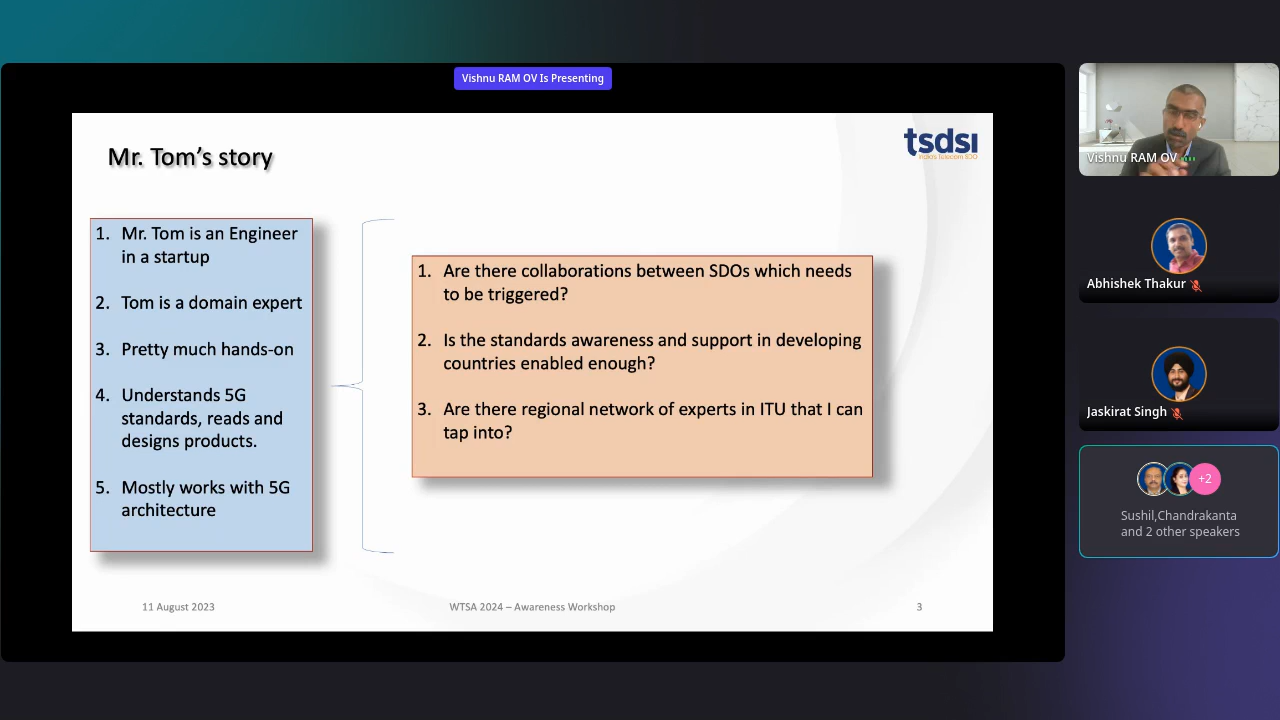 Vishnu RAM OV Is Presenting
Mr. Tom's story
tsdsi
India's Telecom SDO
1. Mr. Tom is an Engineer
in a startup
2. Tom is a domain expert
3. Pretty much hands-on
4. Understands 5G
standards, reads and
designs products.
5. Mostly works with 5G
architecture
1. Are there collaborations between SDOs which needs
to be triggered?
2. Is the standards awareness and support in developing
countries enabled enough?
3. Are there regional network of experts in ITU that I can
tap into?
11 August 2023
WTSA 2024 – Awareness Workshop
3
Vishnu RAM OV
Abhishek Thakur
Jaskirat Singh
+2
Sushil,Chandrakanta
and 2 other speakers